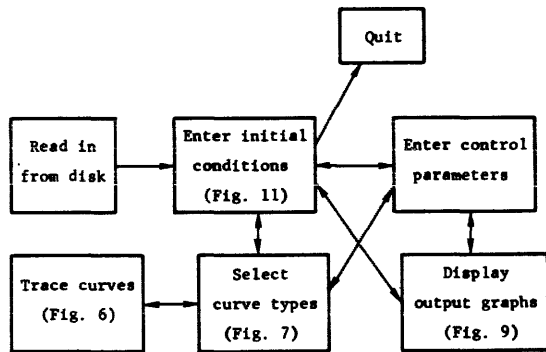 Quit
Read in
from disk
Enter initial
conditions
(Fig. 11)
Enter control
parameters
Trace curves
(Fig. 6)
Select
curve types
(Fig. 7)
Display
output graphs
(Fig. 9)